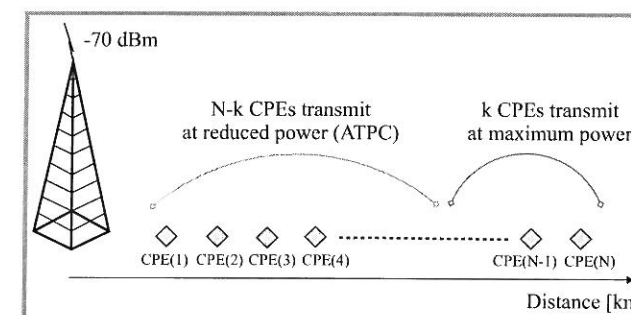 -70 dBm
N-k CPEs transmit
at reduced power (ATPC)
k CPEs transmit
at maximum power
CPE(1) CPE(2) CPE(3) CPE(4) CPE(N-1) CPE(N)
Distance [km